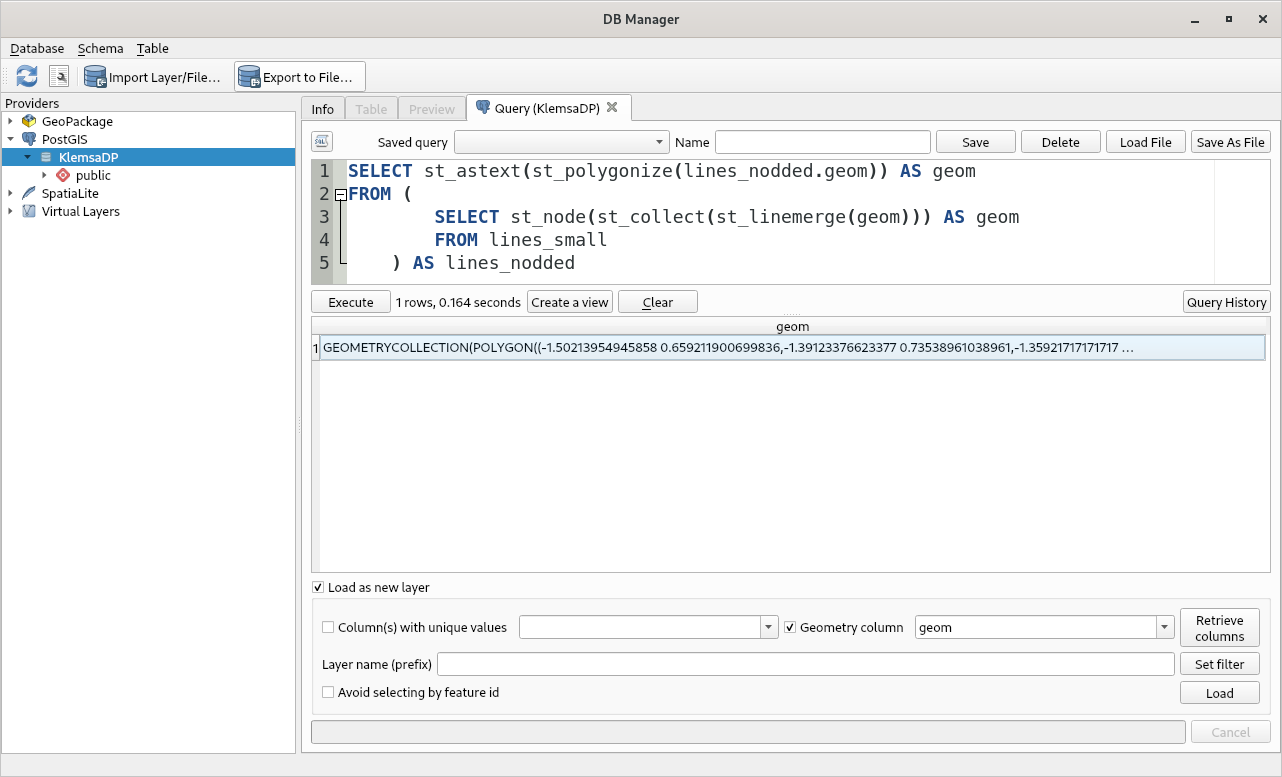 DB Manager
Database Schema Table
Import Layer/File... Export to File...
Providers
GeoPackage
PostGIS
KlemsaDP
public
SpatiaLite
Virtual Layers
Info Table Preview Query (KlemsaDP)
Saved query Name Save Delete Load File Save As File
1 SELECT st_astext(st_polygonize(lines_nodded.geom)) AS geom
2 FROM (
3 SELECT st_node(st_collect(st_linemerge(geom))) AS geom
4 FROM lines_small
5 ) AS lines_nodded
Execute 1 rows, 0.164 seconds Create a view Clear Query History
geom
1 GEOMETRYCOLLECTION(POLYGON((-1.50213954945858 0.659211900699836,-1.39123376623377 0.73538961038961,-1.35921717171717 ...
Load as new layer
Column(s) with unique values Geometry column geom Retrieve columns
Layer name (prefix) Set filter
Avoid selecting by feature id Load
Cancel